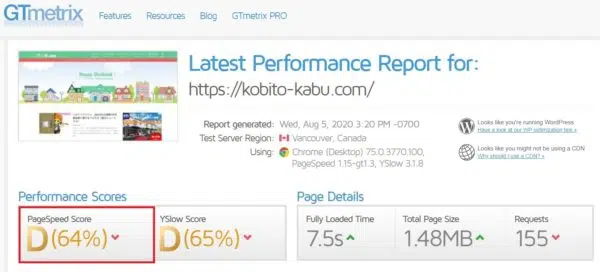 GTmetrix Features Resources Blog GTmetrix PRO
Latest Performance Report for:
https://kobito-kabu.com/
Report generated: Wed, Aug 5, 2020 3:20 PM -0700
Test Server Region: Vancouver, Canada
Using: Chrome (Desktop) 75.0.3770.100,
PageSpeed 1.15-gt1.3, YSlow 3.1.8
Looks like you're running WordPress
Have a look at our WP optimization tips »
Looks like you might not be using a CDN
Why should I use a CDN? »
Performance Scores
PageSpeed Score
D(64%)
YSlow Score
D(65%)
Page Details
Fully Loaded Time
7.5s
Total Page Size
1.48MB
Requests
155